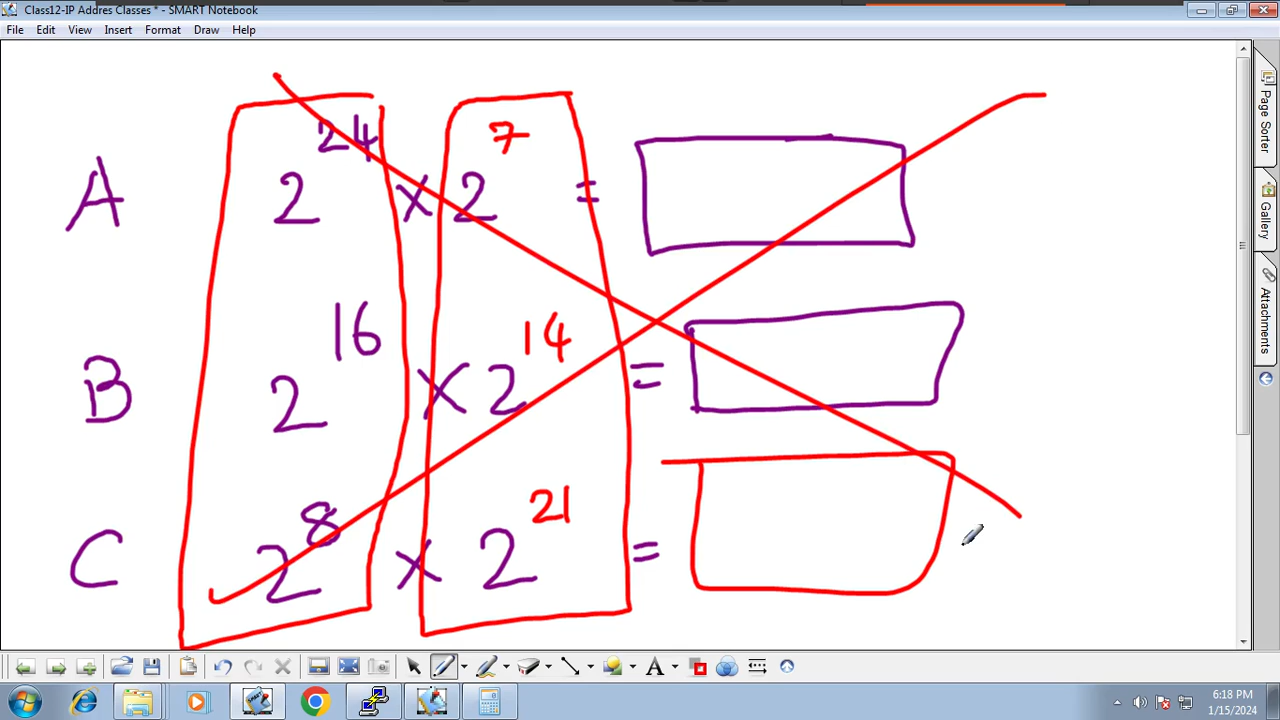 Class12-IP Addres Classes * - SMART Notebook
File Edit View Insert Format Draw Help
A 2^24 × 2^7 =
B 2^16 × 2^14 =
C 2^8 × 2^21 =
Page Sorter
Gallery
Attachments
6:18 PM
1/15/2024